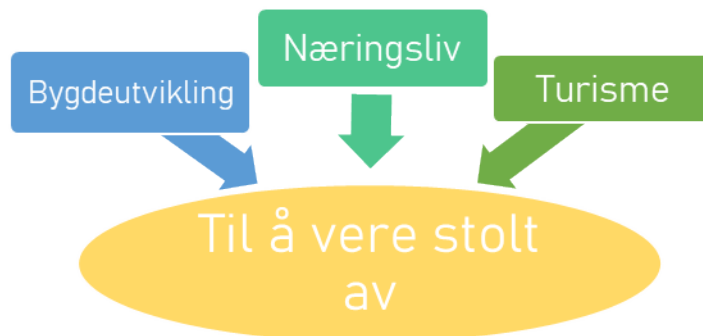 Bygdeutvikling
Næringsliv
Turisme
Til å vere stolt
av